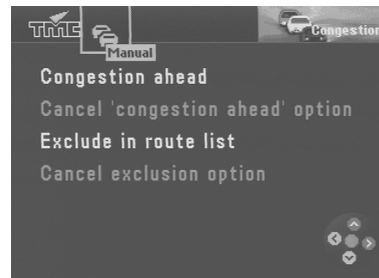 TMC
Congestion
Manual
Congestion ahead
Cancel 'congestion ahead' option
Exclude in route list
Cancel exclusion option